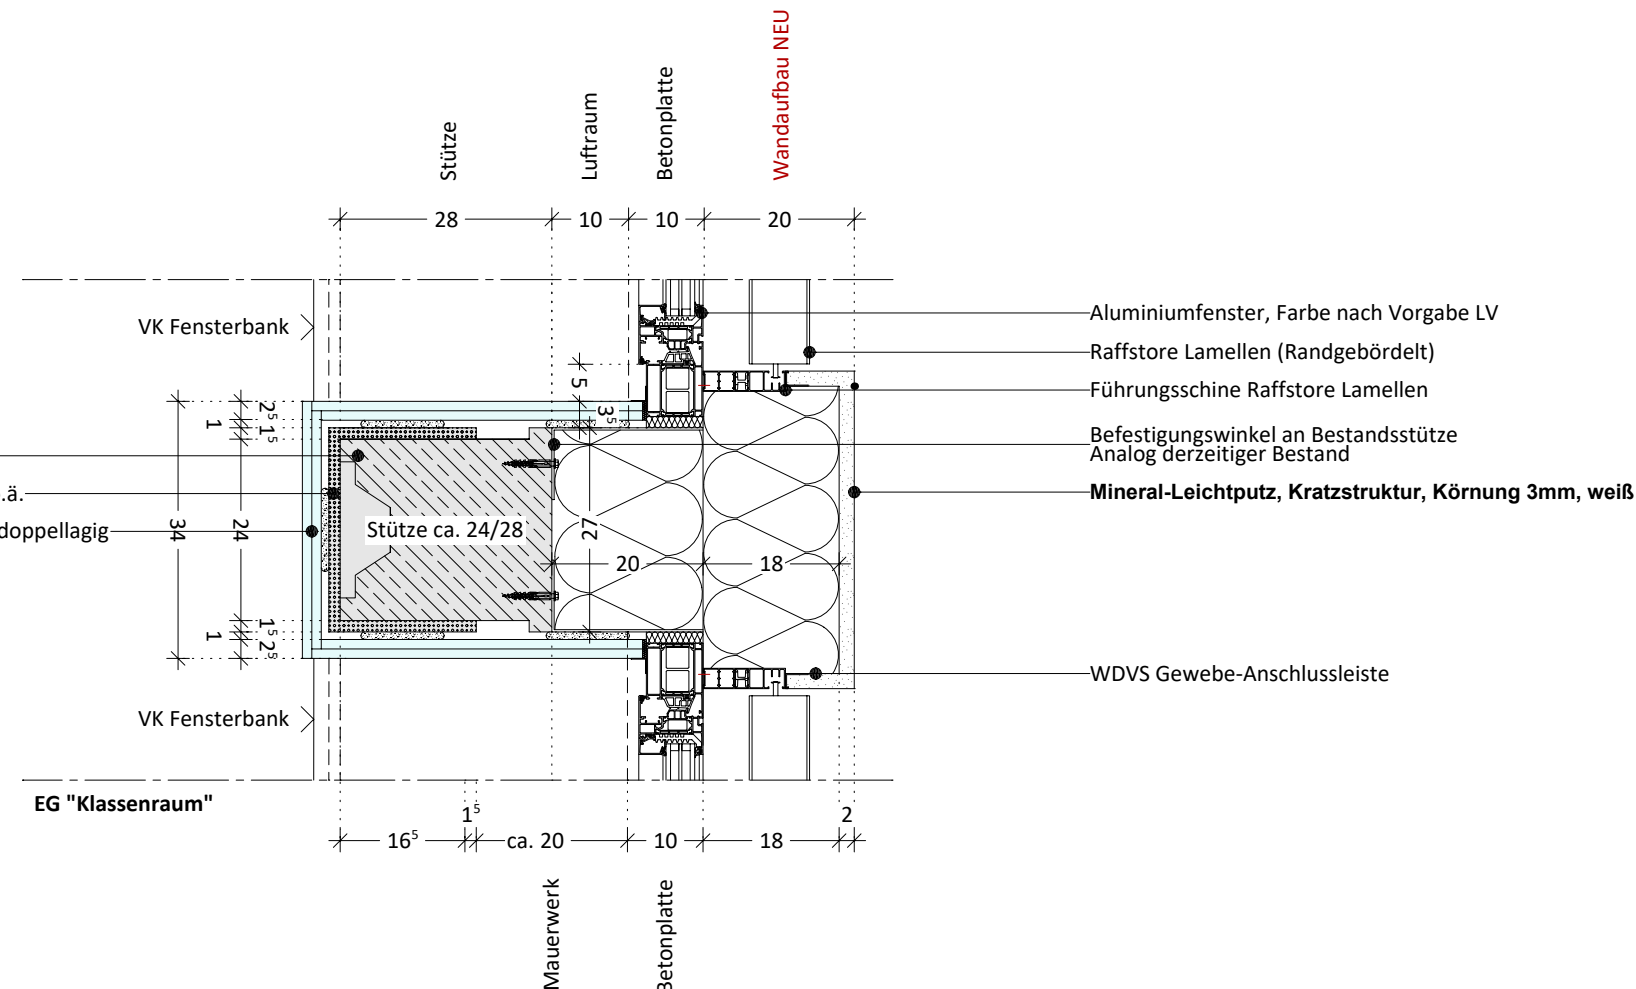 Stütze
Luftraum
Betonplatte
Wandaufbau NEU
28
10
10
20
VK Fensterbank
Aluminiumfenster, Farbe nach Vorgabe LV
Raffstore Lamellen (Randgebördelt)
Führungsschine Raffstore Lamellen
Befestigungswinkel an Bestandsstütze
Analog derzeitiger Bestand
Mineral-Leichtputz, Kratzstruktur, Körnung 3mm, weiß
WDVS Gewebe-Anschlussleiste
5
3⁵
2⁵
1
1⁵
.ä.
doppellagig
34
24
Stütze ca. 24/28
27
20
18
1⁵
1
2⁵
VK Fensterbank
EG "Klassenraum"
1⁵
2
16⁵
ca. 20
10
18
Mauerwerk
Betonplatte